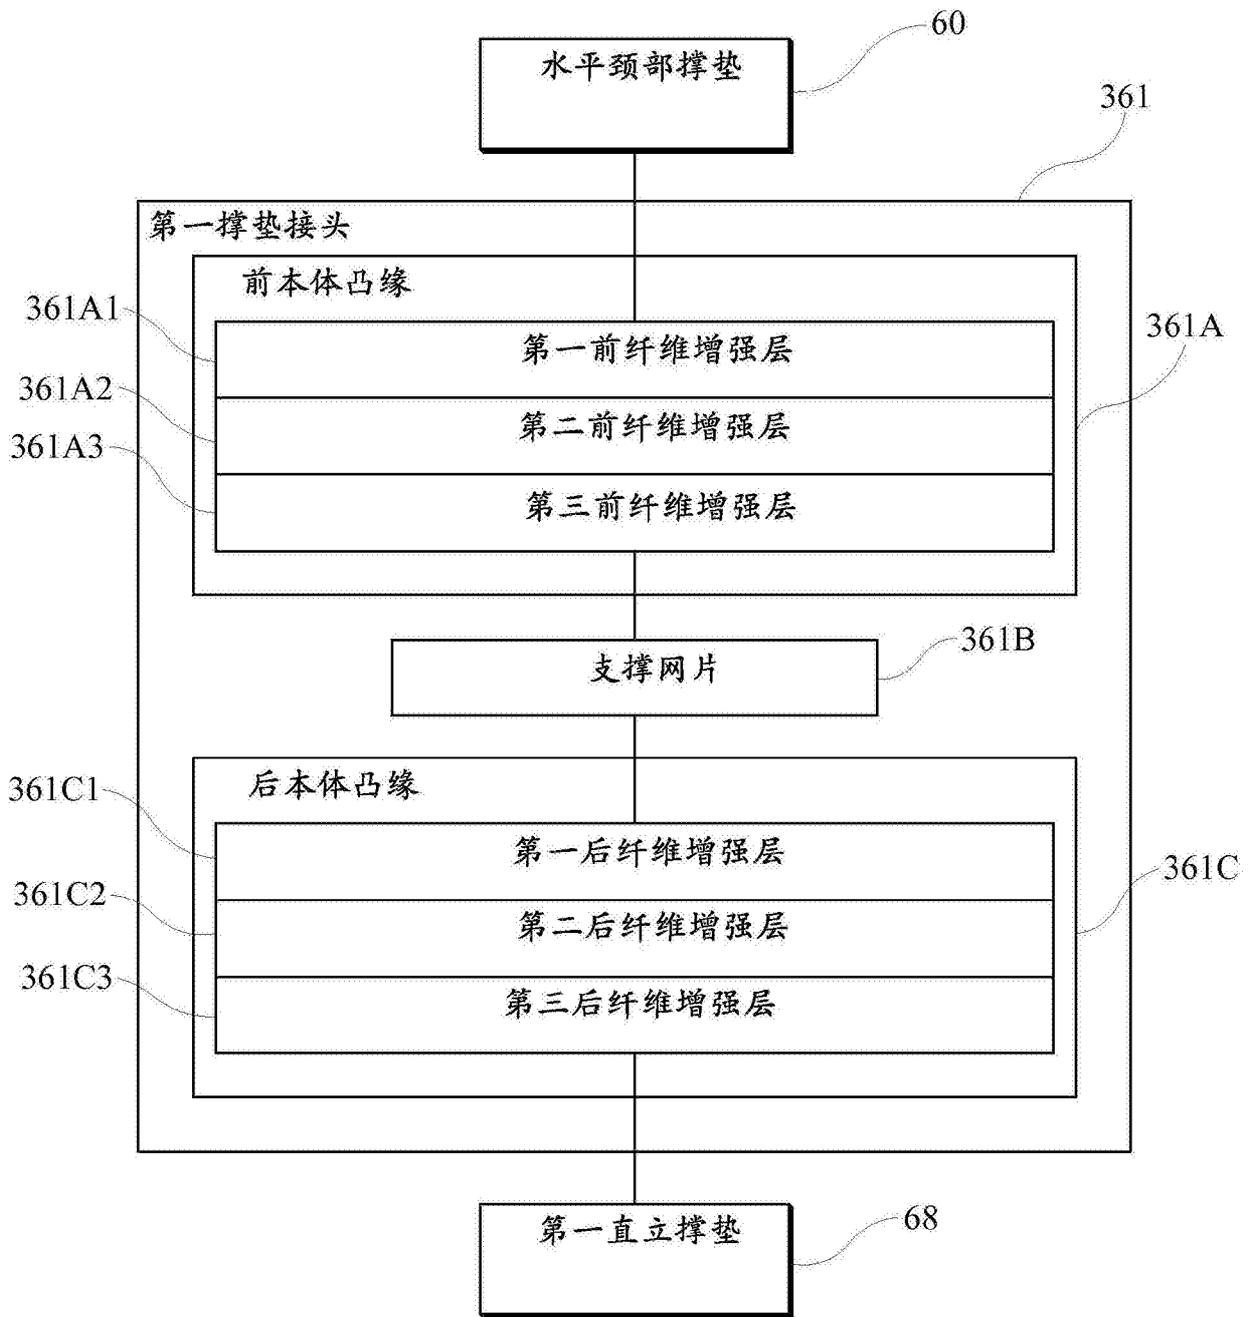 60
水平颈部撑垫
361
第一撑垫接头
前本体凸缘
361A1
第一前纤维增强层
361A
361A2
第二前纤维增强层
361A3
第三前纤维增强层
361B
支撑网片
后本体凸缘
361C1
第一后纤维增强层
361C
361C2
第二后纤维增强层
361C3
第三后纤维增强层
第一直立撑垫
68